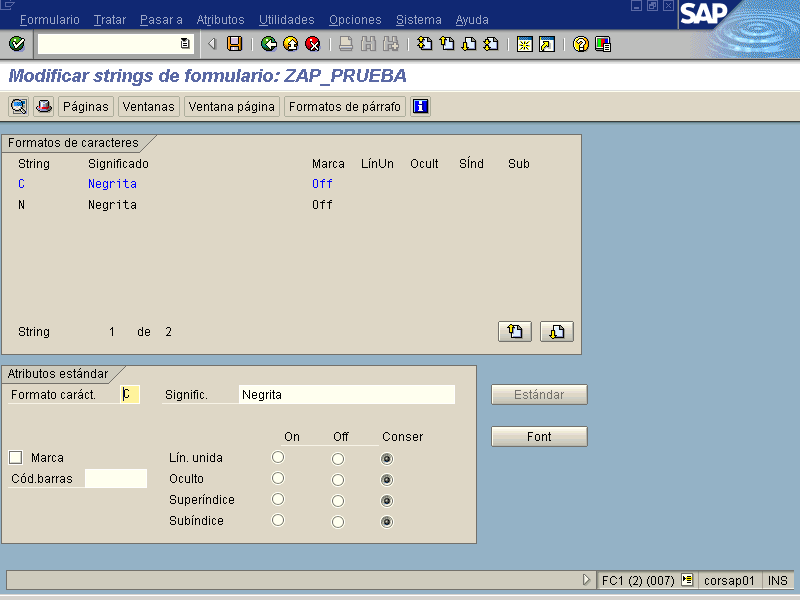 Formulario Tratar Pasar a Atributos Utilidades Opciones Sistema Ayuda
SAP
Modificar strings de formulario: ZAP_PRUEBA
Páginas Ventanas Ventana página Formatos de párrafo
Formatos de caracteres
String Significado Marca LínUn Ocult SÍnd Sub
C Negrita Off
N Negrita Off
String 1 de 2
Atributos estándar
Formato caráct. C Signific. Negrita Estándar
On Off Conser Font
Marca Lín. unida
Cód.barras Oculto
Superíndice
Subíndice
FC1 (2) (007) corsap01 INS